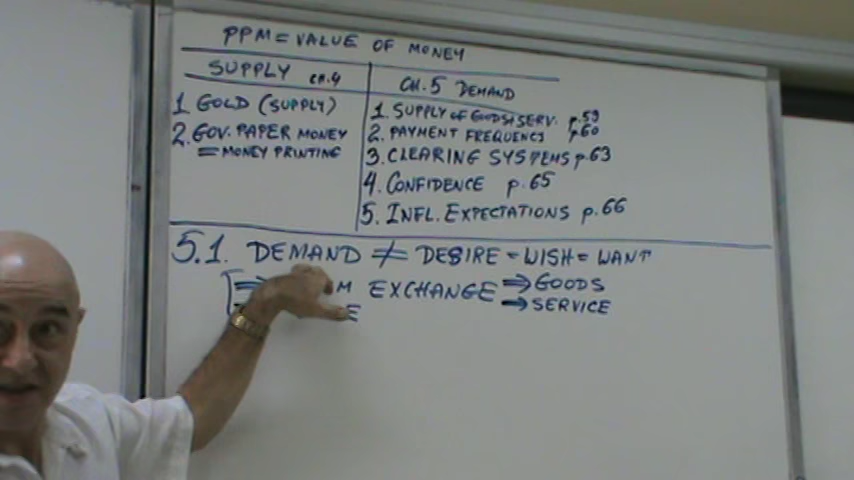 PPM = VALUE OF MONEY
SUPPLY CH.4
CH.5 DEMAND
1 GOLD (SUPPLY)
2. GOV. PAPER MONEY
= MONEY PRINTING
1. SUPPLY OF GOODS+SERV. p.59
2. PAYMENT FREQUENCY p.60
3. CLEARING SYSTEMS p.63
4. CONFIDENCE p.65
5. INFL. EXPECTATIONS p.66
5.1. DEMAND ≠ DESIRE = WISH = WANT
M EXCHANGE ⇒ GOODS
E → SERVICE